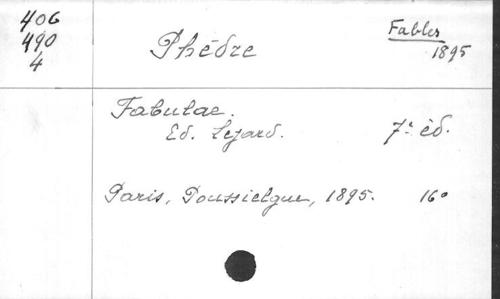 406
490
4
Phèdre
Fables
1895
Fabulae.
Ed. Lejard. 7e éd.
Paris, Poussielgue, 1895. 16°